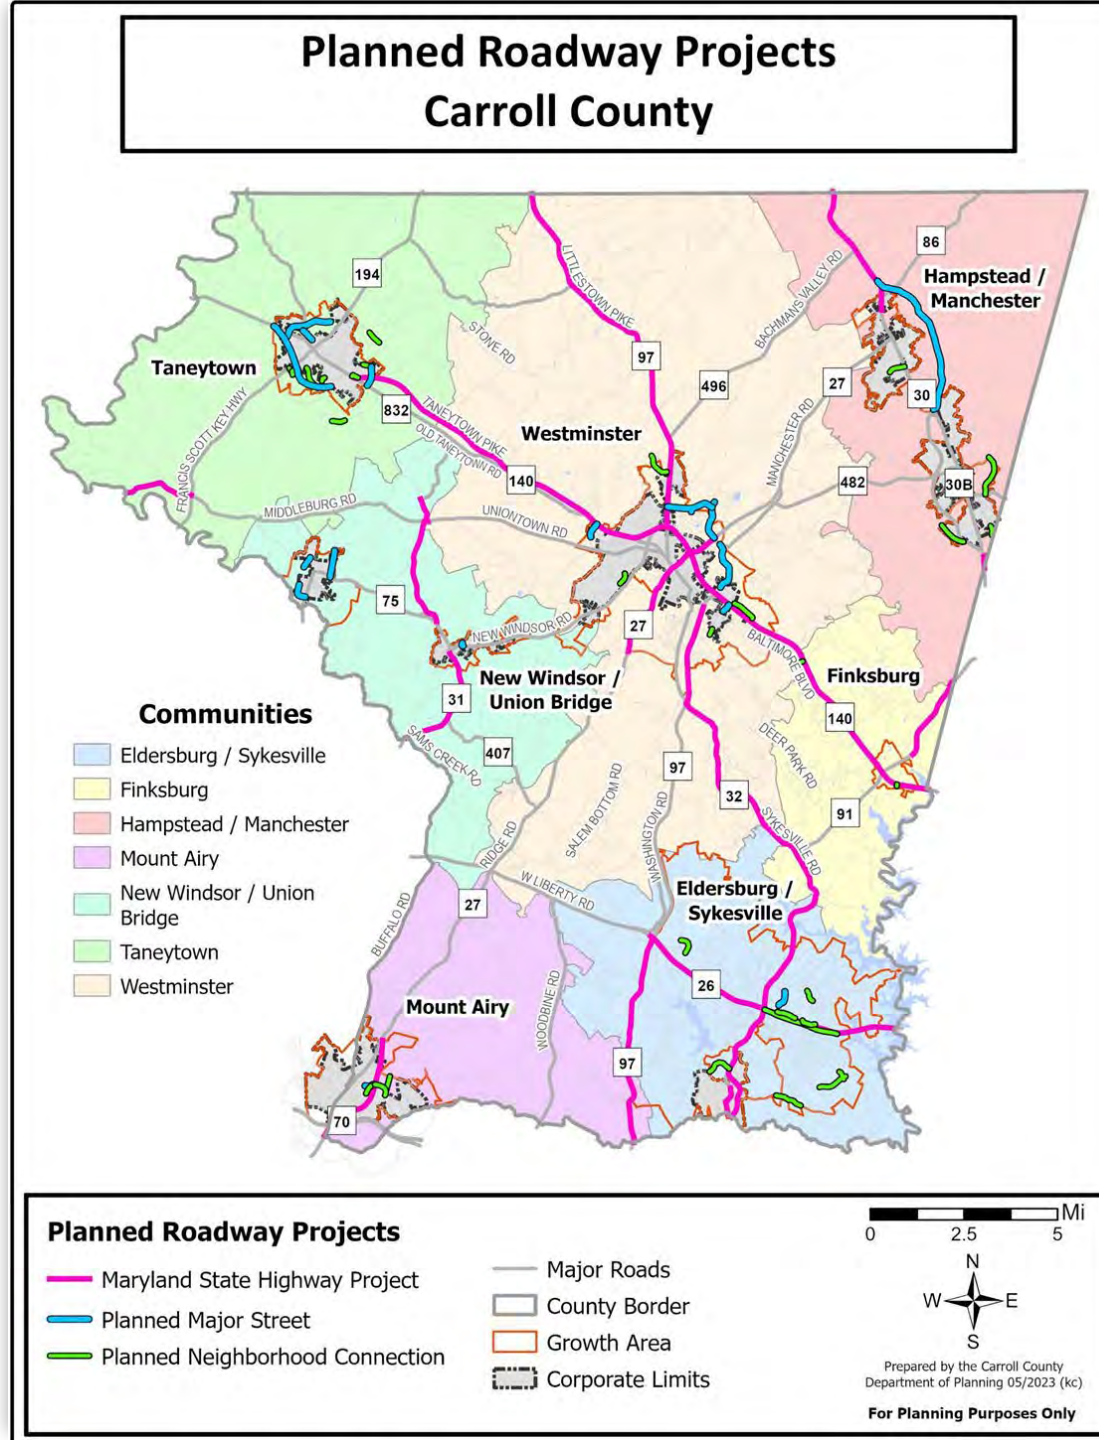 Planned Roadway Projects
Carroll County
86
Hampstead /
Manchester
194
LITTLESTOWN PIKE
BACHMANS VALLEY RD
STONE RD
97
Taneytown
496
27
30
832
TANEYTOWN PIKE
OLD TANEYTOWN RD
FRANCIS SCOTT KEY HWY
MANCHESTER RD
Westminster
140
482
30B
MIDDLEBURG RD
UNIONTOWN RD
75
27
NEW WINDSOR RD
BALTIMORE BLVD
New Windsor /
Union Bridge
Finksburg
31
140
SAMS CREEK RD
407
DEER PARK RD
97
32
91
SALEM BOTTOM RD
WASHINGTON RD
SYKESVILLE RD
RIDGE RD
W LIBERTY RD
Eldersburg /
Sykesville
27
BUFFALO RD
26
Mount Airy
WOODBINE RD
97
70
Communities
Eldersburg / Sykesville
Finksburg
Hampstead / Manchester
Mount Airy
New Windsor / Union
Bridge
Taneytown
Westminster
Planned Roadway Projects
Maryland State Highway Project
Planned Major Street
Planned Neighborhood Connection
Major Roads
County Border
Growth Area
Corporate Limits
Mi
0 2.5 5
N
W E
S
Prepared by the Carroll County
Department of Planning 05/2023 (kc)
For Planning Purposes Only